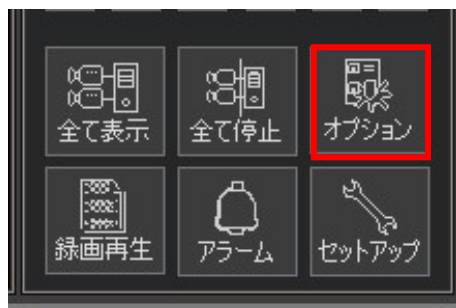 全て表示
全て停止
オプション
録画再生
アラーム
セットアップ